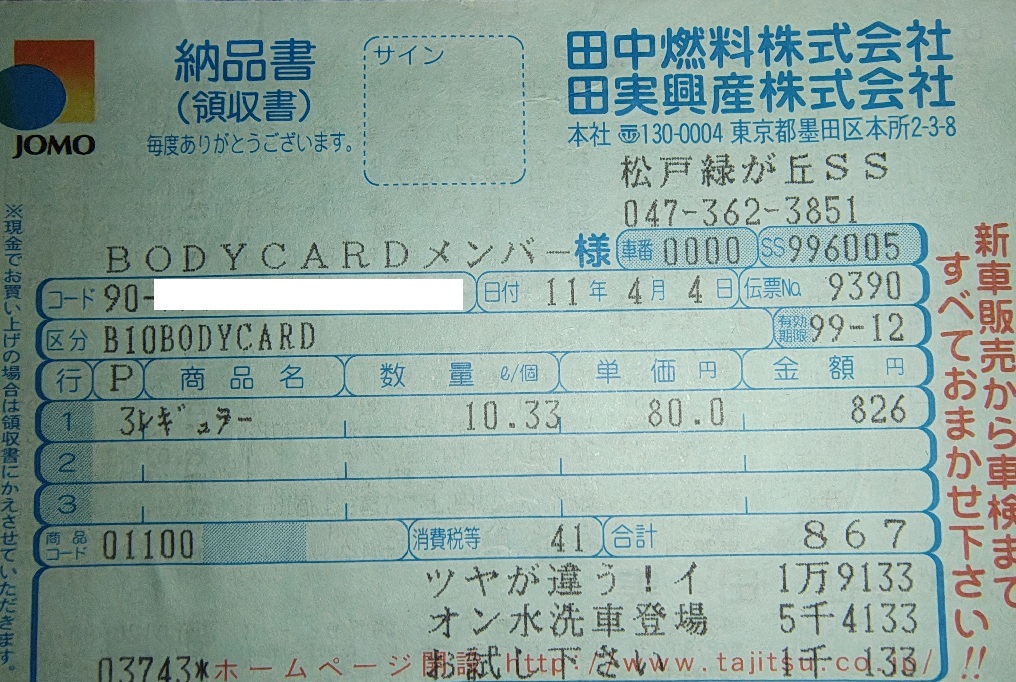 JOMO
納品書
(領収書)
毎度ありがとうございます。
サイン
田中燃料株式会社
田実興産株式会社
本社 〒130-0004 東京都墨田区本所2-3-8
松戸緑が丘SS
047-362-3851
BODYCARDメンバー様 車番 0000 SS 996005
コード 90- 日付 11年 4月 4日 伝票No. 9390
区分 B10BODYCARD 有効期限 99-12
行 P 商品名 数量 ℓ/個 単価 円 金額 円
1 3レギュラー 10.33 80.0 826
2
3
商品コード 01100 消費税等 41 合計 867
ツヤが違う!イ 1万9133
オン水洗車登場 5千4133
お試し下さい 1千 133
03743*ホームページ開設 http://www.tajitsu.co.jp/
※現金でお買い上げの場合は領収書にかえさせていただきます。
新車販売から車検まで
すべておまかせ下さい!!